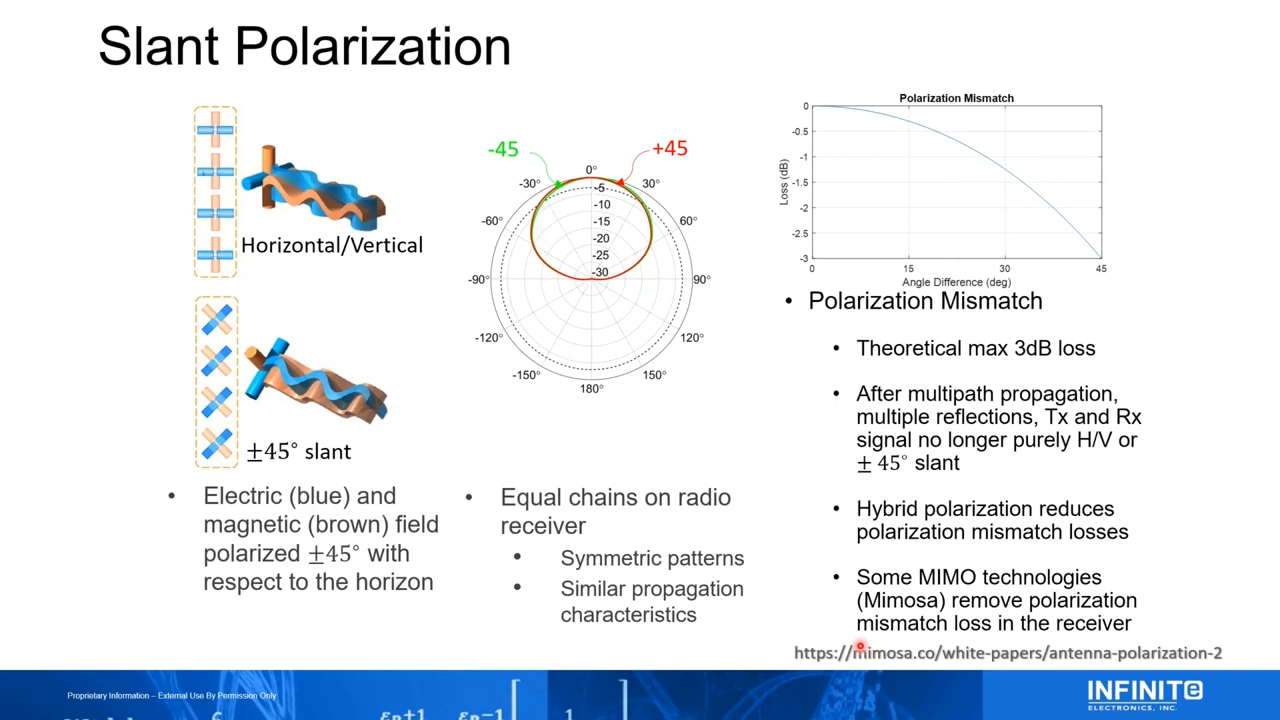 Slant Polarization
Horizontal/Vertical
±45° slant
• Electric (blue) and
magnetic (brown) field
polarized ±45° with
respect to the horizon
-45
+45
0°
-30°
30°
-60°
60°
-90°
90°
-120°
120°
-150°
150°
180°
-5
-10
-15
-20
-25
-30
• Equal chains on radio
receiver
• Symmetric patterns
• Similar propagation
characteristics
Polarization Mismatch
Loss (dB)
0
-0.5
-1
-1.5
-2
-2.5
-3
0 15 30 45
Angle Difference (deg)
• Polarization Mismatch
• Theoretical max 3dB loss
• After multipath propagation,
multiple reflections, Tx and Rx
signal no longer purely H/V or
± 45° slant
• Hybrid polarization reduces
polarization mismatch losses
• Some MIMO technologies
(Mimosa) remove polarization
mismatch loss in the receiver
https://mimosa.co/white-papers/antenna-polarization-2
Proprietary Information – External Use By Permission Only
INFINITE
ELECTRONICS, INC.